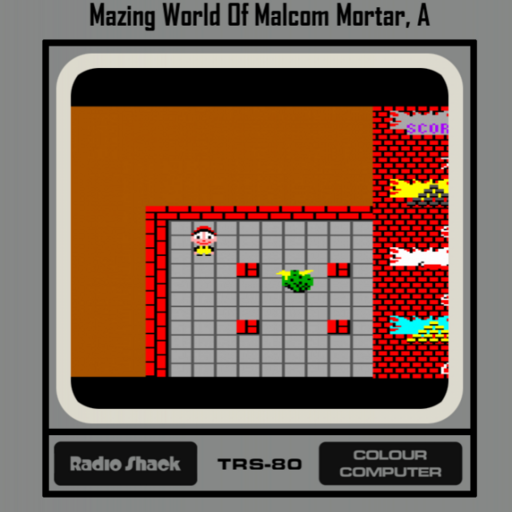 Mazing World Of Malcom Mortar, A
SCOR
Radio Shack
TRS-80
COLOUR
COMPUTER